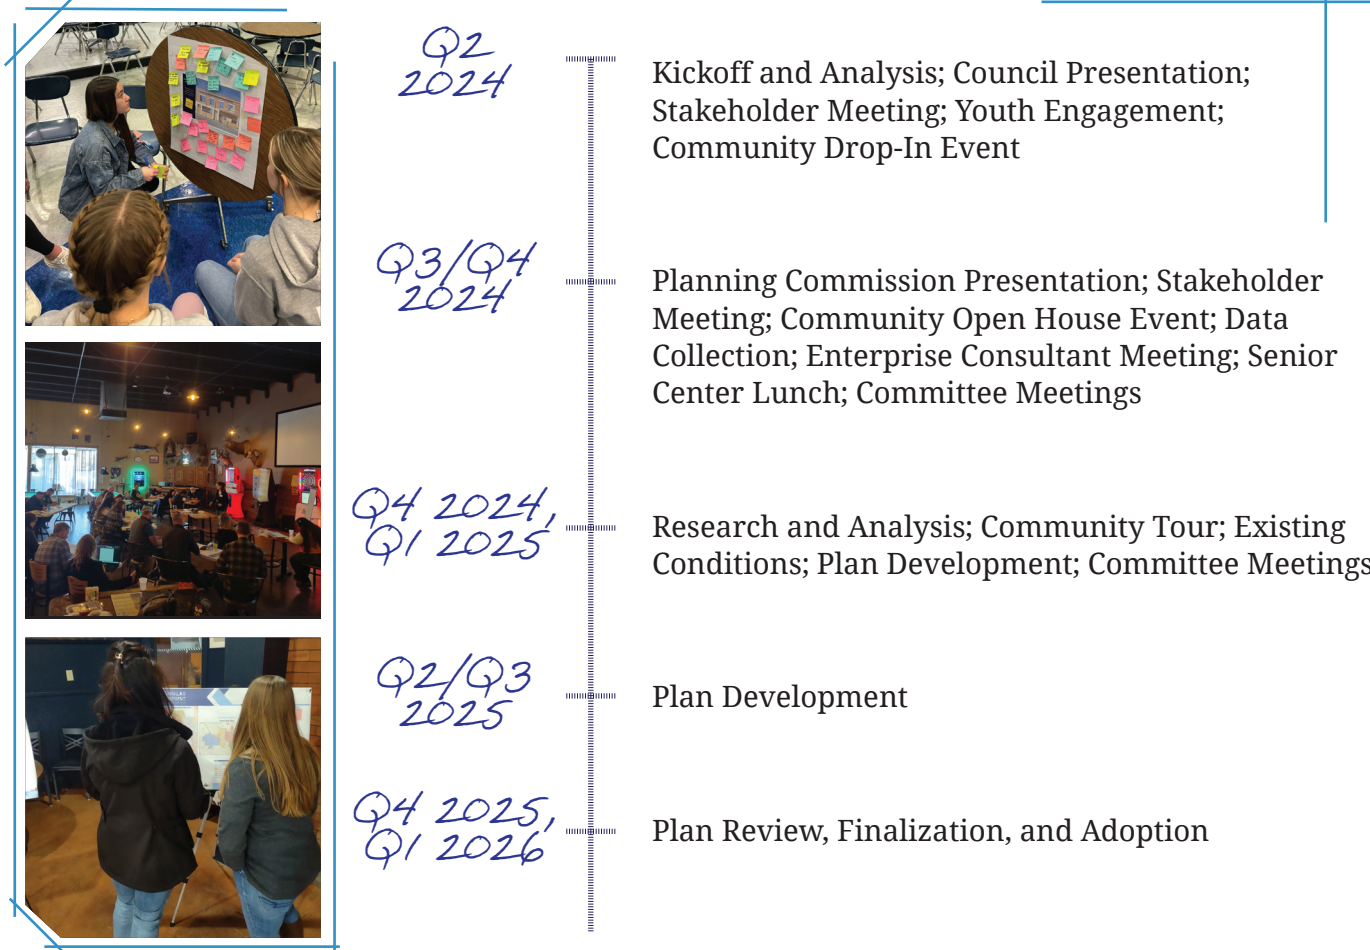 Q2
2024
Kickoff and Analysis; Council Presentation;
Stakeholder Meeting; Youth Engagement;
Community Drop-In Event
Q3/Q4
2024
Planning Commission Presentation; Stakeholder
Meeting; Community Open House Event; Data
Collection; Enterprise Consultant Meeting; Senior
Center Lunch; Committee Meetings
Q4 2024,
Q1 2025
Research and Analysis; Community Tour; Existing
Conditions; Plan Development; Committee Meetings
Q2/Q3
2025
Plan Development
Q4 2025,
Q1 2026
Plan Review, Finalization, and Adoption